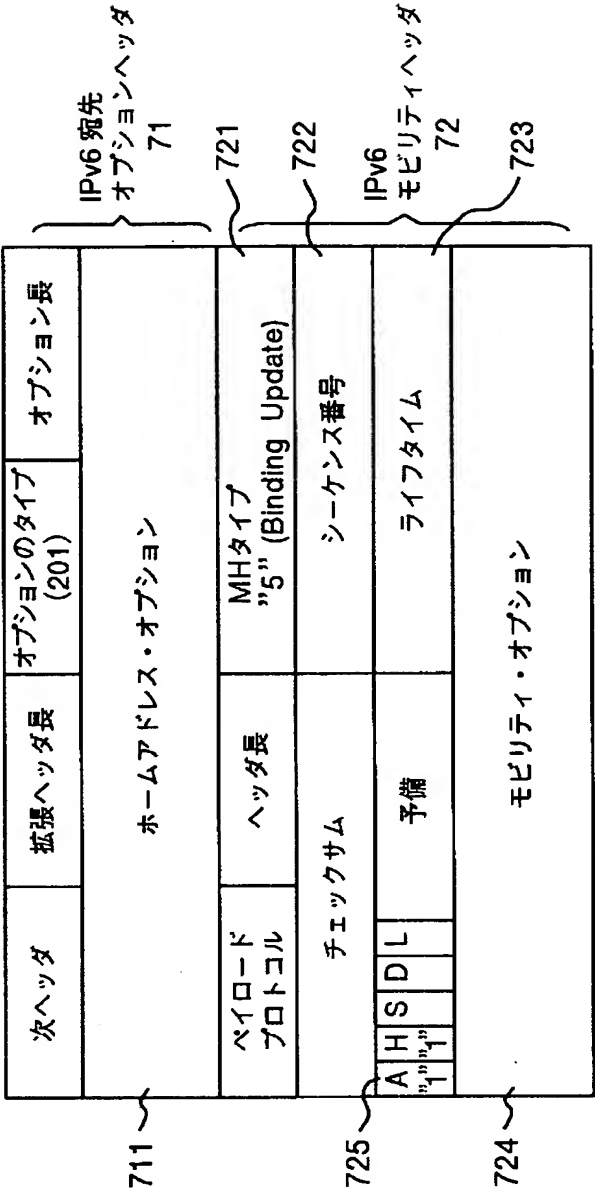 次ヘッダ
拡張ヘッダ長
オプションのタイプ
(201)
オプション長
IPv6 宛先
オプションヘッダ
71
711
ホームアドレス・オプション
ペイロード
プロトコル
ヘッダ長
MHタイプ
"5" (Binding Update)
721
チェックサム
シーケンス番号
722
IPv6
モビリティヘッダ
72
725
A H S D L
"1" "1"
予備
ライフタイム
723
724
モビリティ・オプション